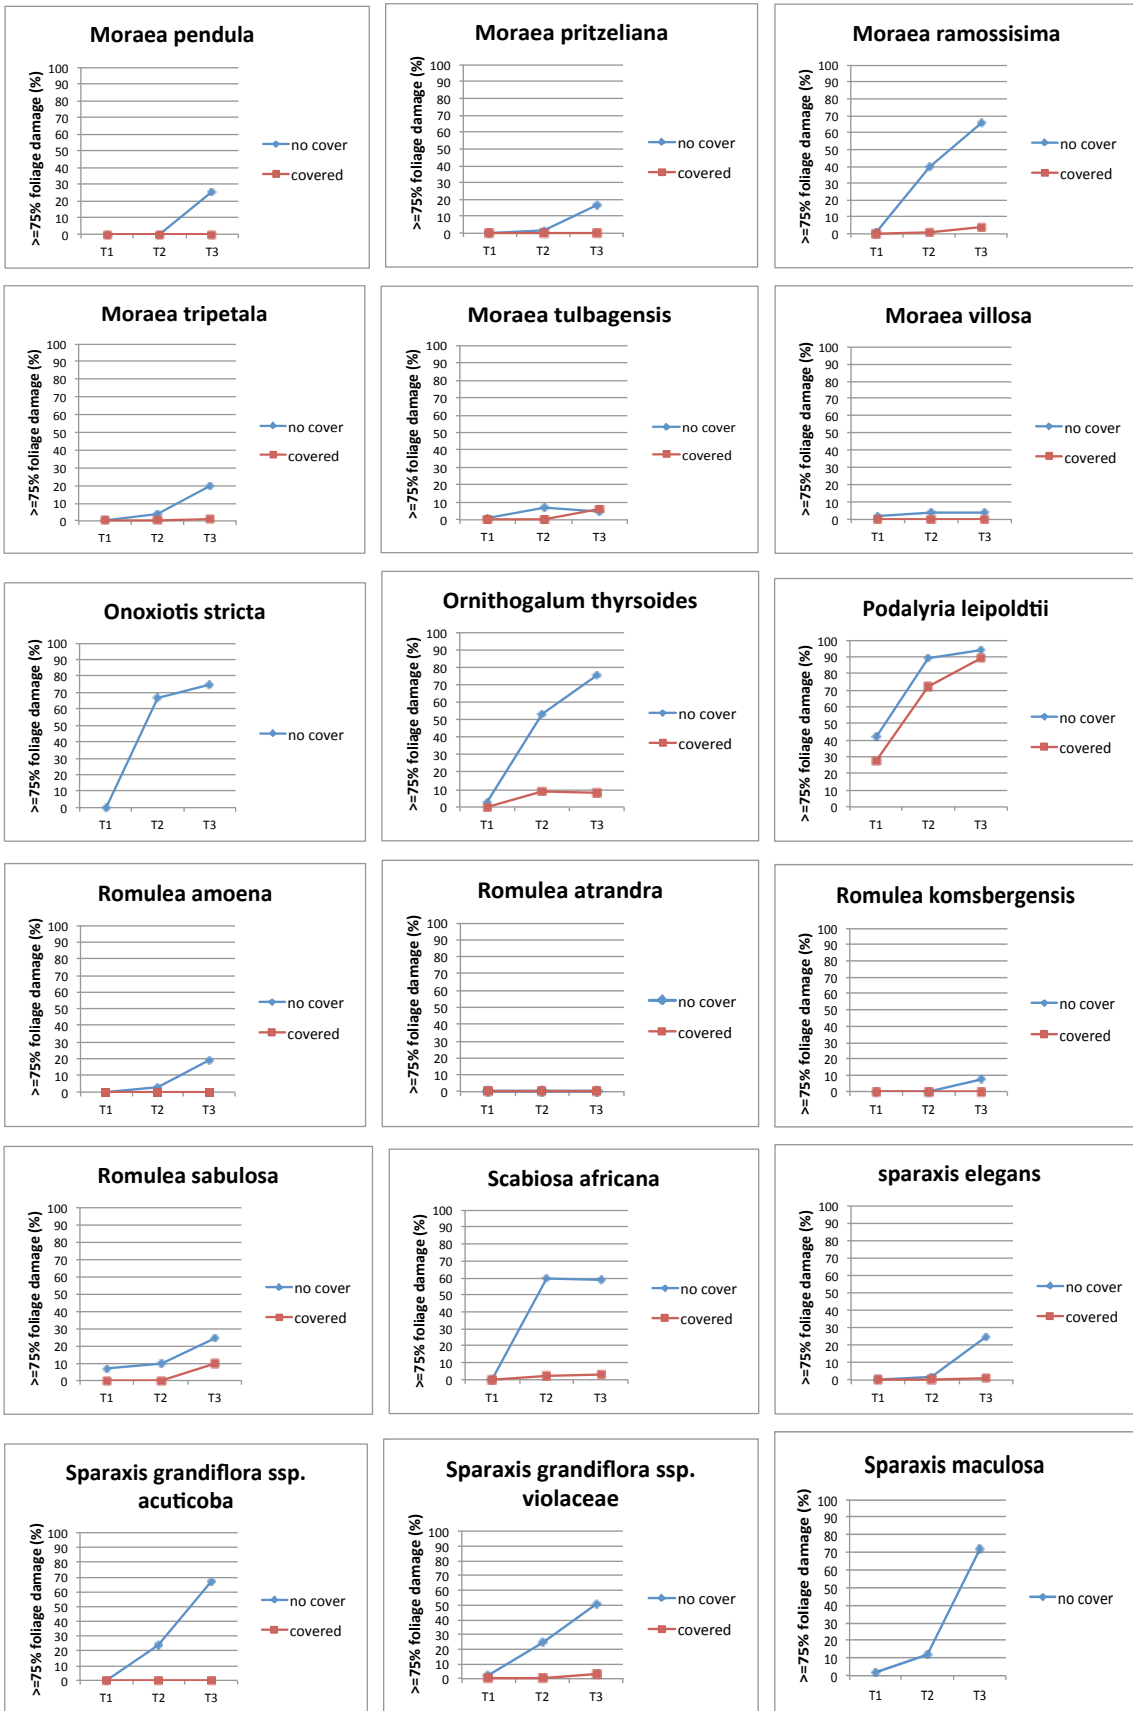 Moraea pendula
>=75% foliage damage (%)
100
90
80
70
60
50
40
30
20
10
0
T1 T2 T3
no cover
covered
Moraea pritzeliana
>=75% foliage damage (%)
100
90
80
70
60
50
40
30
20
10
0
T1 T2 T3
no cover
covered
Moraea ramossisima
>=75% foliage damage (%)
100
90
80
70
60
50
40
30
20
10
0
T1 T2 T3
no cover
covered
Moraea tripetala
>=75% foliage damage (%)
100
90
80
70
60
50
40
30
20
10
0
T1 T2 T3
no cover
covered
Moraea tulbagensis
>=75% foliage damage (%)
100
90
80
70
60
50
40
30
20
10
0
T1 T2 T3
no cover
covered
Moraea villosa
>=75% foliage damage (%)
100
90
80
70
60
50
40
30
20
10
0
T1 T2 T3
no cover
covered
Onoxiotis stricta
>=75% foliage damage (%)
100
90
80
70
60
50
40
30
20
10
0
T1 T2 T3
no cover
Ornithogalum thyrsoides
>=75% foliage damage (%)
100
90
80
70
60
50
40
30
20
10
0
T1 T2 T3
no cover
covered
Podalyria leipoldtii
>=75% foliage damage (%)
100
90
80
70
60
50
40
30
20
10
0
T1 T2 T3
no cover
covered
Romulea amoena
>=75% foliage damage (%)
100
90
80
70
60
50
40
30
20
10
0
T1 T2 T3
no cover
covered
Romulea atrandra
>=75% foliage damage (%)
100
90
80
70
60
50
40
30
20
10
0
T1 T2 T3
no cover
covered
Romulea komsbergensis
>=75% foliage damage (%)
100
90
80
70
60
50
40
30
20
10
0
T1 T2 T3
no cover
covered
Romulea sabulosa
>=75% foliage damage (%)
100
90
80
70
60
50
40
30
20
10
0
T1 T2 T3
no cover
covered
Scabiosa africana
>=75% foliage damage (%)
100
90
80
70
60
50
40
30
20
10
0
T1 T2 T3
no cover
covered
sparaxis elegans
>=75% foliage damage (%)
100
90
80
70
60
50
40
30
20
10
0
T1 T2 T3
no cover
covered
Sparaxis grandiflora ssp.
acuticoba
>=75% foliage damage (%)
100
90
80
70
60
50
40
30
20
10
0
T1 T2 T3
no cover
covered
Sparaxis grandiflora ssp.
violaceae
>=75% foliage damage (%)
100
90
80
70
60
50
40
30
20
10
0
T1 T2 T3
no cover
covered
Sparaxis maculosa
>=75% foliage damage (%)
100
90
80
70
60
50
40
30
20
10
0
T1 T2 T3
no cover